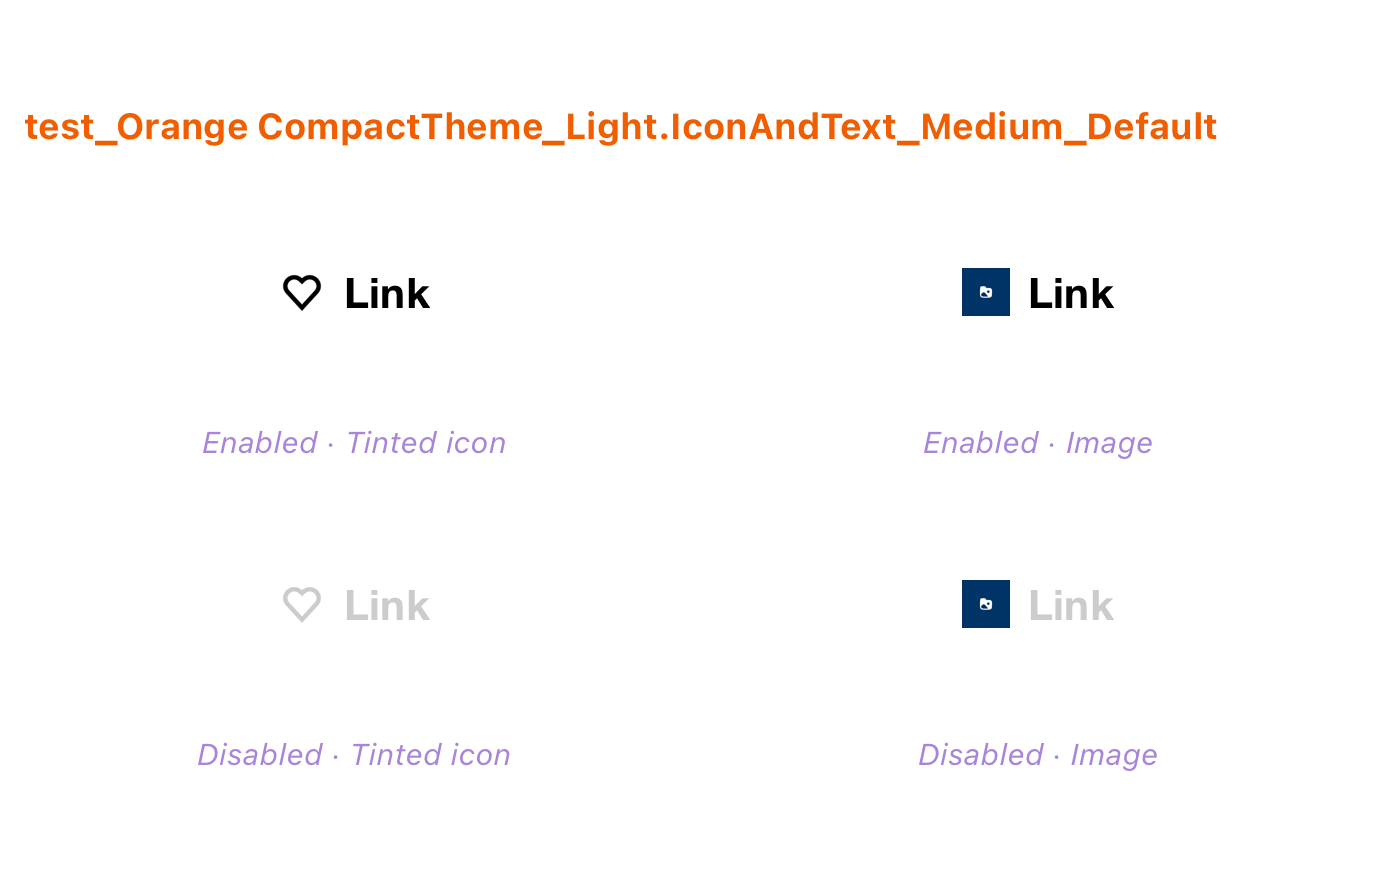 test_Orange CompactTheme_Light.IconAndText_Medium_Default
Link
Link
Enabled · Tinted icon
Enabled · Image
Link
Link
Disabled · Tinted icon
Disabled · Image